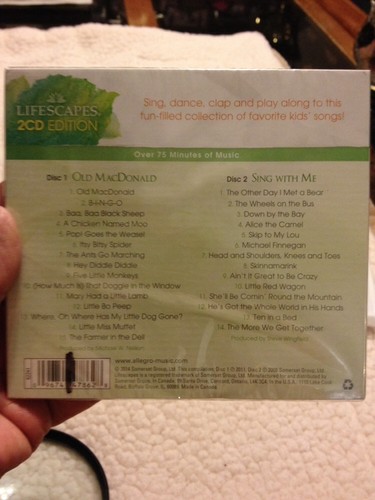 LIFESCAPES
2CD EDITION
Sing, dance, clap and play along to this
fun-filled collection of favorite kids' songs!
Over 75 Minutes of Music
Disc 1 OLD MACDONALD
1. Old MacDonald
2. B-I-N-G-O
3. Baa, Baa Black Sheep
4. A Chicken Named Moo
5. Pop! Goes the Weasel
6. Itsy Bitsy Spider
7. The Ants Go Marching
8. Hey Diddle Diddle
9. Five Little Monkeys
10. (How Much is) That Doggie in the Window
11. Mary Had a Little Lamb
12. Little Bo Peep
13. Where, Oh Where Has My Little Dog Gone?
14. Little Miss Muffet
15. The Farmer in the Dell
Disc 2 SING WITH ME
1. The Other Day I Met a Bear
2. The Wheels on the Bus
3. Down by the Bay
4. Alice the Camel
5. Skip to My Lou
6. Michael Finnegan
7. Head and Shoulders, Knees and Toes
8. Skinnamarink
9. Ain't it Great to Be Crazy
10. Little Red Wagon
11. She'll Be Comin' Round the Mountain
12. He's Got the Whole World in His Hands
13. Ten in a Bed
14. The More We Get Together
Produced by Steve Wingfield
www.allegro-music.com